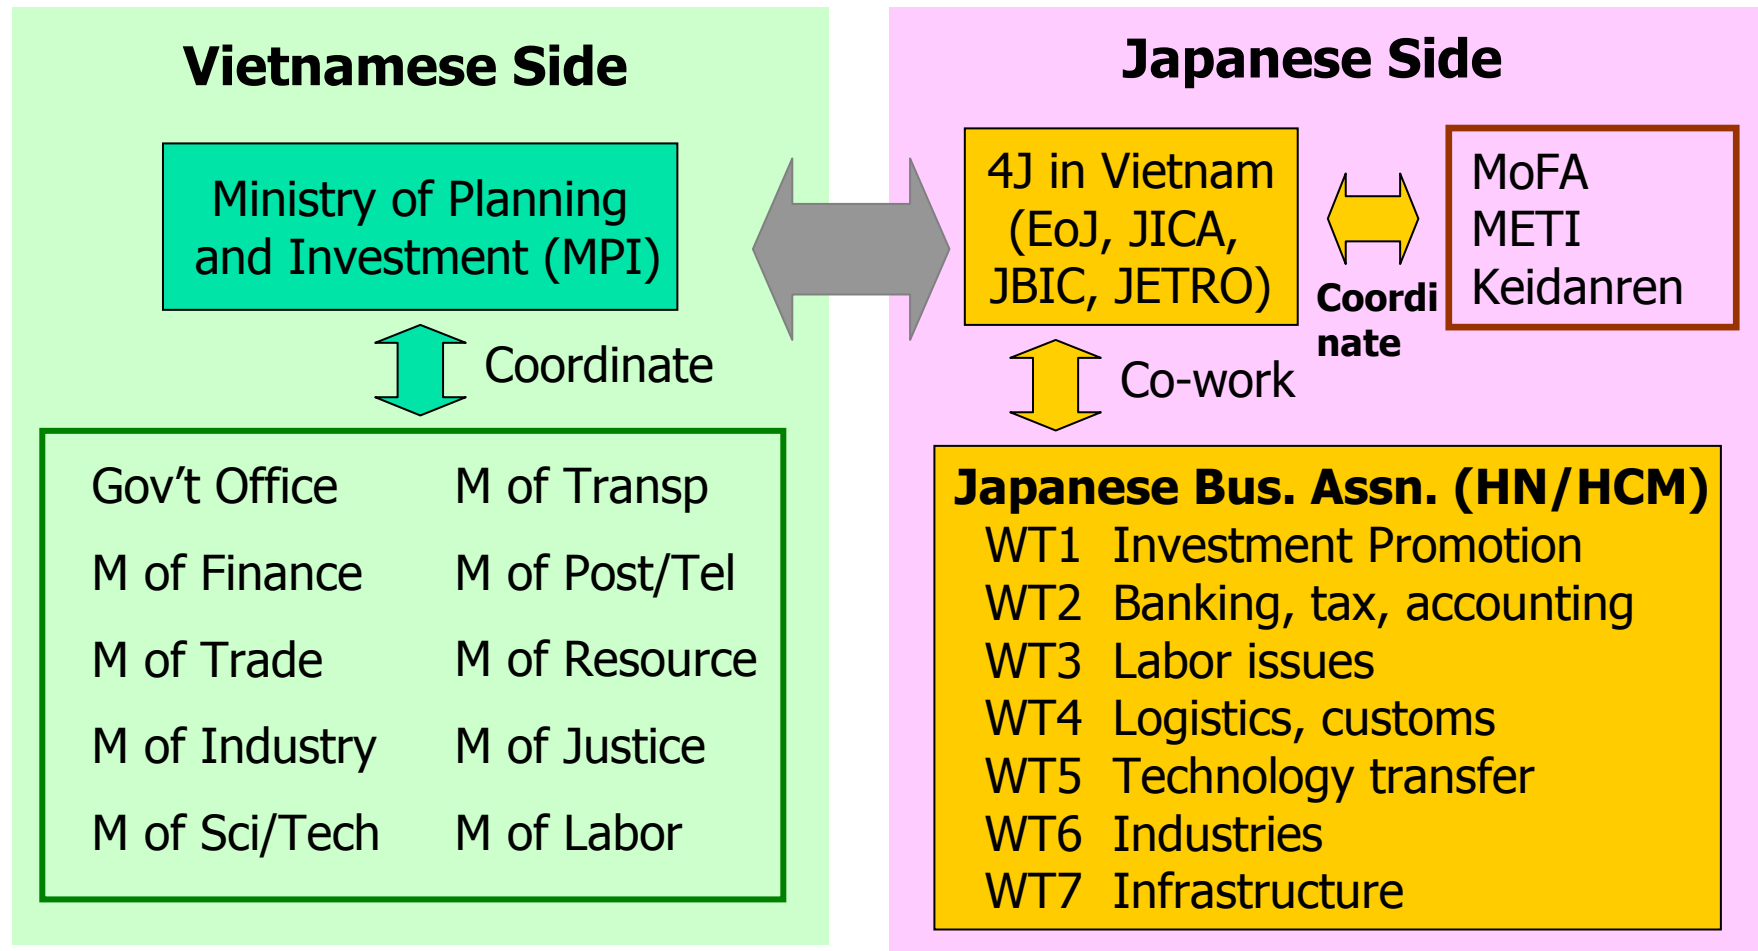 Vietnamese Side
Ministry of Planning
and Investment (MPI)
Coordinate
Gov’t Office
M of Transp
M of Finance
M of Post/Tel
M of Trade
M of Resource
M of Industry
M of Justice
M of Sci/Tech
M of Labor
Japanese Side
4J in Vietnam
(EoJ, JICA,
JBIC, JETRO)
Coordi
nate
MoFA
METI
Keidanren
Co-work
Japanese Bus. Assn. (HN/HCM)
WT1 Investment Promotion
WT2 Banking, tax, accounting
WT3 Labor issues
WT4 Logistics, customs
WT5 Technology transfer
WT6 Industries
WT7 Infrastructure